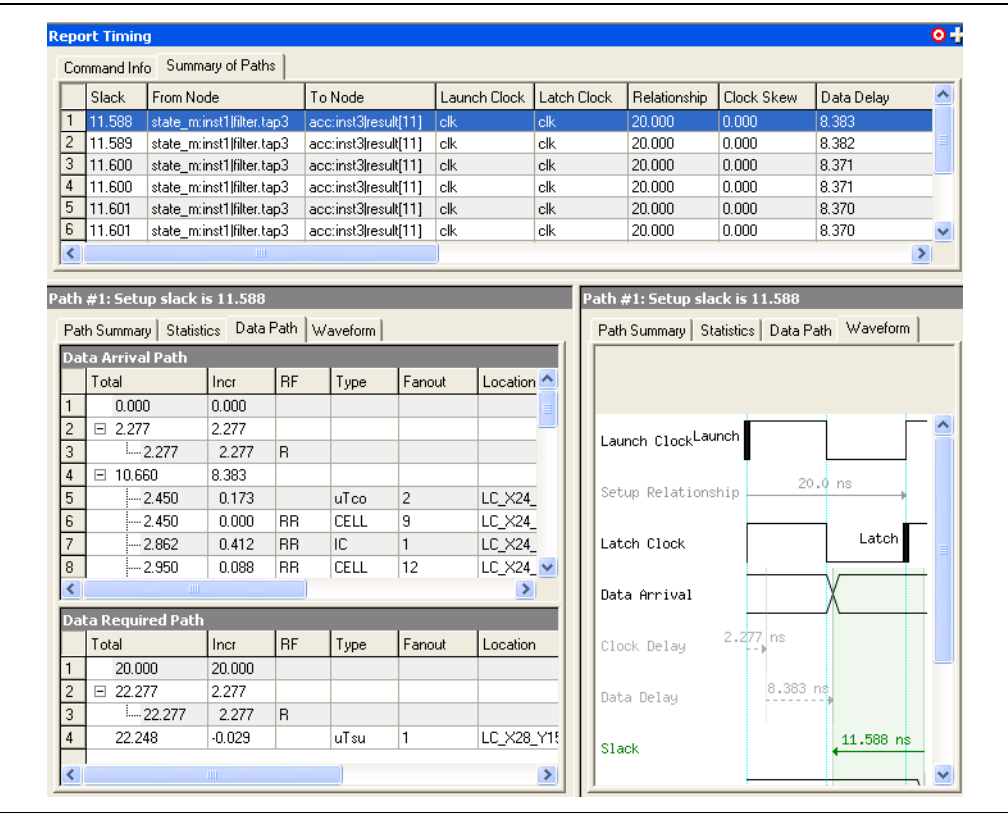 Report Timing
Command Info Summary of Paths
Slack From Node To Node Launch Clock Latch Clock Relationship Clock Skew Data Delay
1 11.588 state_m:inst1|filter.tap3 acc:inst3|result[11] clk clk 20.000 0.000 8.383
2 11.589 state_m:inst1|filter.tap3 acc:inst3|result[11] clk clk 20.000 0.000 8.382
3 11.600 state_m:inst1|filter.tap3 acc:inst3|result[11] clk clk 20.000 0.000 8.371
4 11.600 state_m:inst1|filter.tap3 acc:inst3|result[11] clk clk 20.000 0.000 8.371
5 11.601 state_m:inst1|filter.tap3 acc:inst3|result[11] clk clk 20.000 0.000 8.370
6 11.601 state_m:inst1|filter.tap3 acc:inst3|result[11] clk clk 20.000 0.000 8.370
Path #1: Setup slack is 11.588
Path Summary Statistics Data Path Waveform
Data Arrival Path
Total Incr RF Type Fanout Location
1 0.000 0.000
2 2.277 2.277
3 2.277 2.277 R
4 10.660 8.383
5 2.450 0.173 uTco 2 LC_X24_
6 2.450 0.000 RR CELL 9 LC_X24_
7 2.862 0.412 RR IC 1 LC_X24_
8 2.950 0.088 RR CELL 12 LC_X24_
Data Required Path
Total Incr RF Type Fanout Location
1 20.000 20.000
2 22.277 2.277
3 22.277 2.277 R
4 22.248 -0.029 uTsu 1 LC_X28_Y15
Path #1: Setup slack is 11.588
Path Summary Statistics Data Path Waveform
Launch Clock Launch
Setup Relationship 20.0 ns
Latch Clock Latch
Data Arrival
Clock Delay 2.277 ns
Data Delay 8.383 ns
Slack 11.588 ns